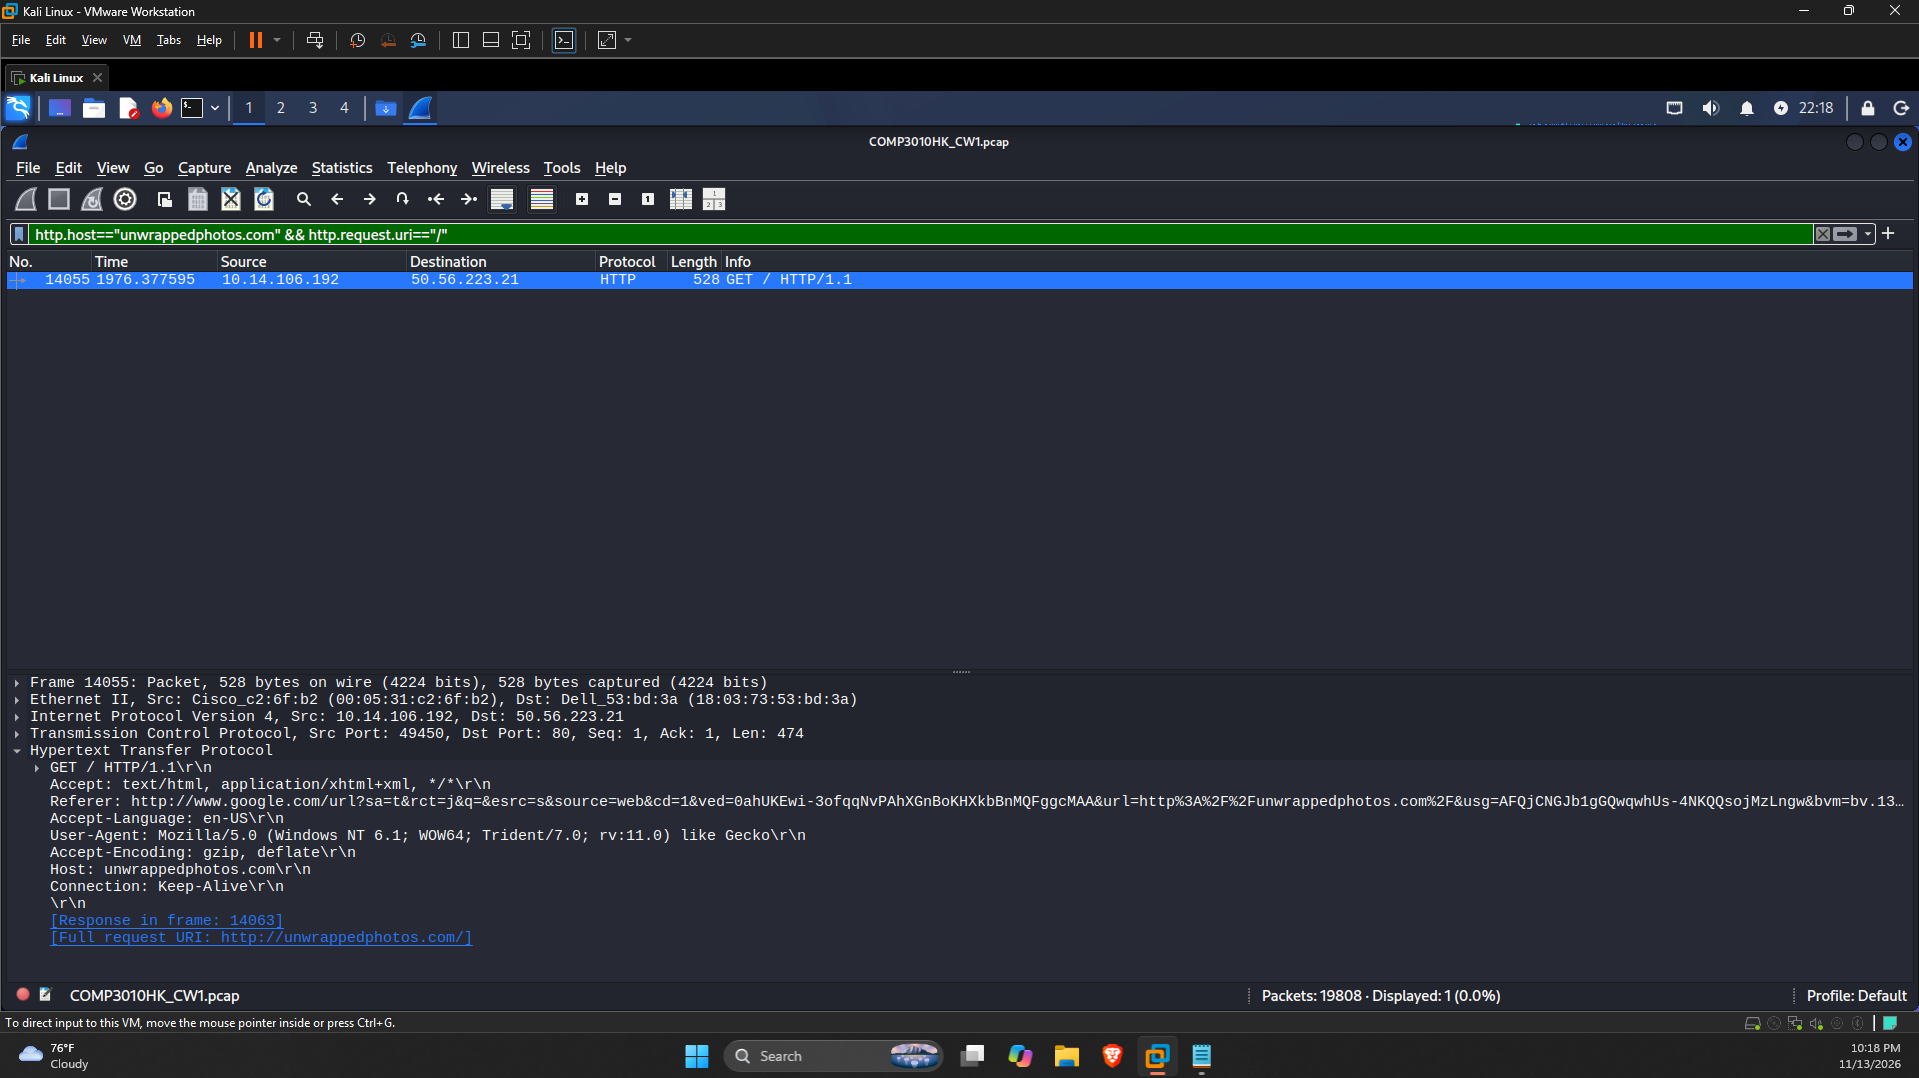 Kali Linux - VMware Workstation
File Edit View VM Tabs Help
Kali Linux
1 2 3 4 22:18
COMP3010HK_CW1.pcap
File Edit View Go Capture Analyze Statistics Telephony Wireless Tools Help
http.host=="unwrappedphotos.com" && http.request.uri=="/"
No. Time Source Destination Protocol Length Info
14055 1976.377595 10.14.106.192 50.56.223.21 HTTP 528 GET / HTTP/1.1
Frame 14055: Packet, 528 bytes on wire (4224 bits), 528 bytes captured (4224 bits)
Ethernet II, Src: Cisco_c2:6f:b2 (00:05:31:c2:6f:b2), Dst: Dell_53:bd:3a (18:03:73:53:bd:3a)
Internet Protocol Version 4, Src: 10.14.106.192, Dst: 50.56.223.21
Transmission Control Protocol, Src Port: 49450, Dst Port: 80, Seq: 1, Ack: 1, Len: 474
Hypertext Transfer Protocol
GET / HTTP/1.1\r\n
Accept: text/html, application/xhtml+xml, */*\r\n
Referer: http://www.google.com/url?sa=t&rct=j&q=&esrc=s&source=web&cd=1&ved=0ahUKEwi-3ofqqNvPAhXGnBoKHXkbBnMQFggcMAA&url=http%3A%2F%2Funwrappedphotos.com%2F&usg=AFQjCNGJb1gGQwqwhUs-4NKQQsojMzLngw&bvm=bv.13…
Accept-Language: en-US\r\n
User-Agent: Mozilla/5.0 (Windows NT 6.1; WOW64; Trident/7.0; rv:11.0) like Gecko\r\n
Accept-Encoding: gzip, deflate\r\n
Host: unwrappedphotos.com\r\n
Connection: Keep-Alive\r\n
\r\n
[Response in frame: 14063]
[Full request URI: http://unwrappedphotos.com/]
COMP3010HK_CW1.pcap Packets: 19808 · Displayed: 1 (0.0%) Profile: Default
To direct input to this VM, move the mouse pointer inside or press Ctrl+G.
76°F
Cloudy
Search
10:18 PM
11/13/2026